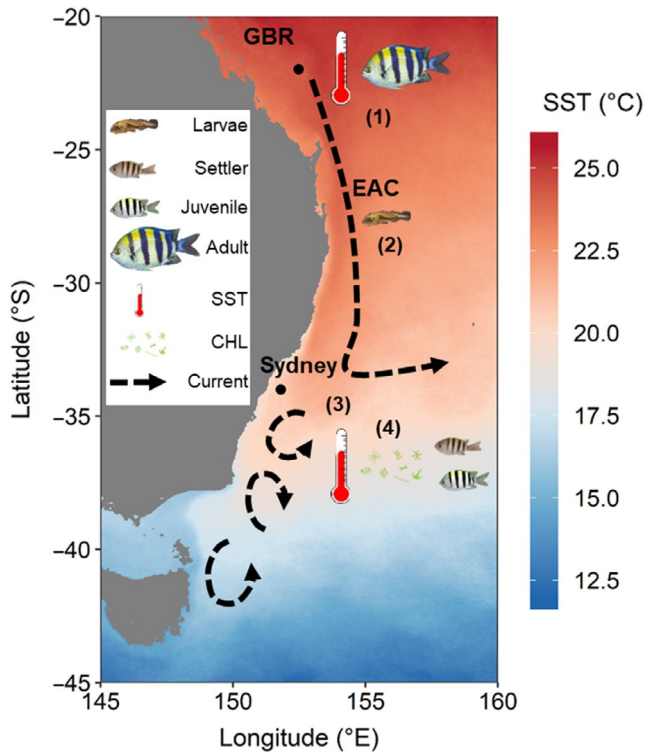 −20
GBR
(1)
SST (°C)
Larvae
Settler
Juvenile
Adult
SST
CHL
Current
−25
EAC
(2)
25.0
22.5
20.0
17.5
15.0
12.5
−30
Latitude (°S)
Sydney
(3)
(4)
−35
−40
−45
145
150
155
160
Longitude (°E)